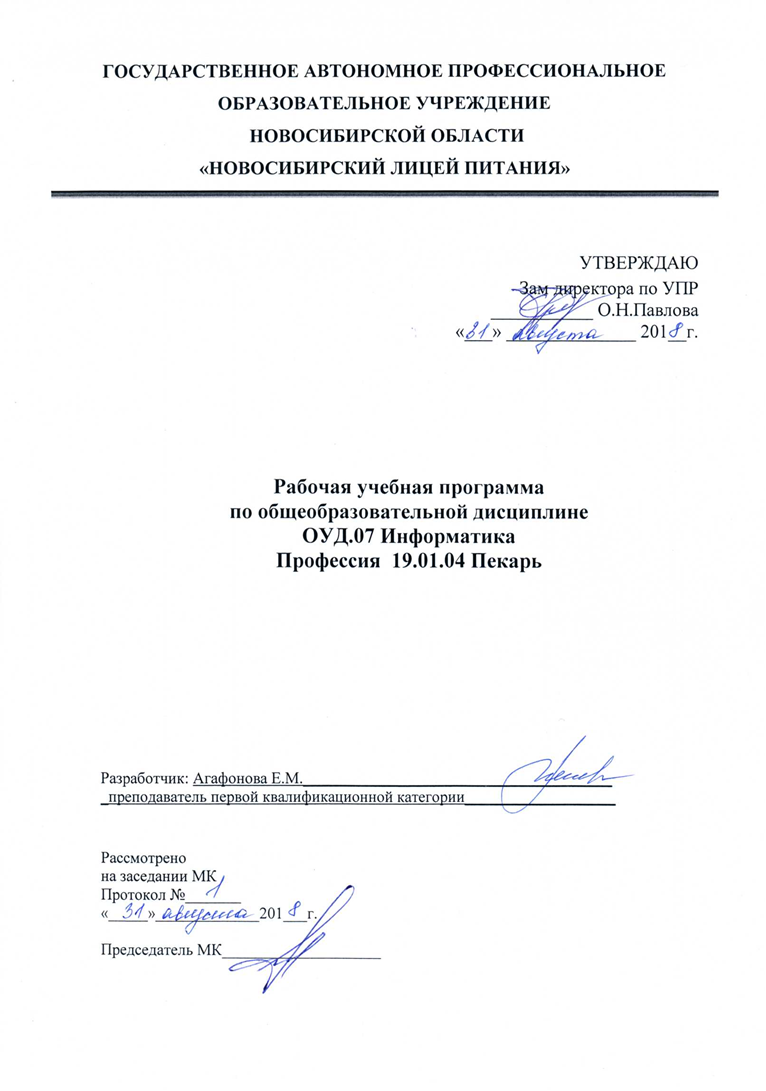 ГОСУДАРСТВЕННОЕ АВТОНОМНОЕ ПРОФЕССИОНАЛЬНОЕ
ОБРАЗОВАТЕЛЬНОЕ УЧРЕЖДЕНИЕ
НОВОСИБИРСКОЙ ОБЛАСТИ
«НОВОСИБИРСКИЙ ЛИЦЕЙ ПИТАНИЯ»
УТВЕРЖДАЮ
Зам директора по УПР
____________ О.Н.Павлова
«31» августа 2018 г.
Рабочая учебная программа
по общеобразовательной дисциплине
ОУД.07 Информатика
Профессия 19.01.04 Пекарь
Разработчик: Агафонова Е.М.
преподаватель первой квалификационной категории
Рассмотрено
на заседании МК
Протокол № 1
«31» августа 2018 г.
Председатель МК